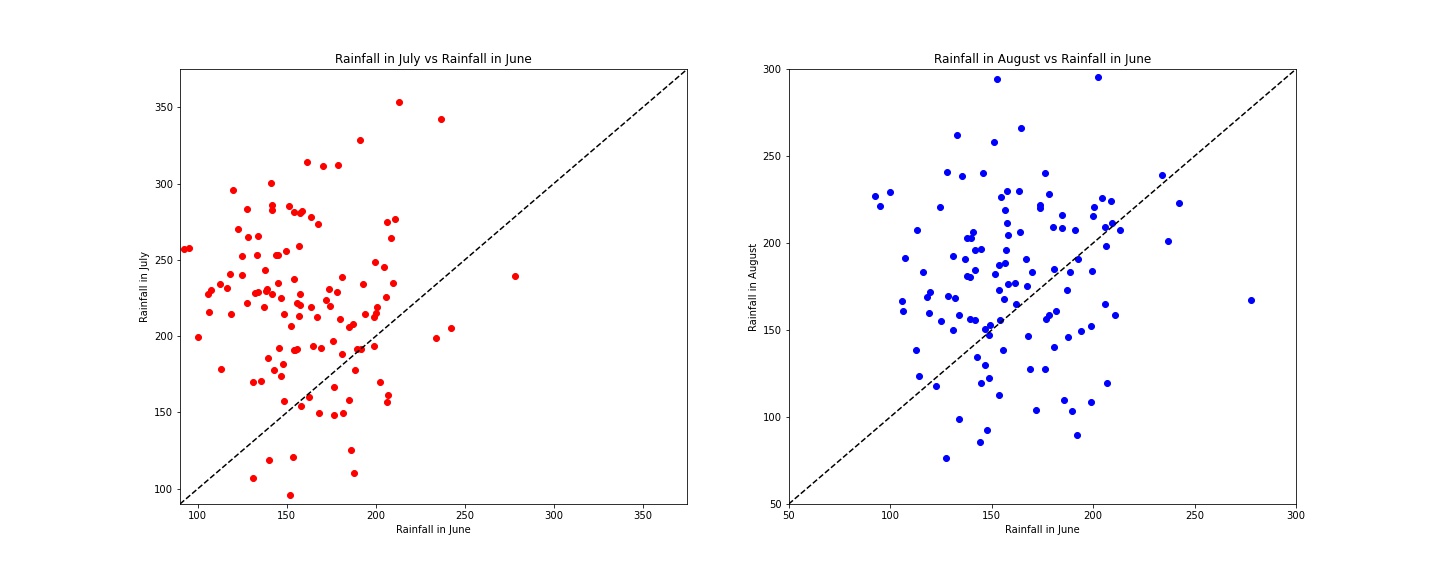 Rainfall in July vs Rainfall in June
Rainfall in July
350
300
250
200
150
100
100 150 200 250 300 350
Rainfall in June
Rainfall in August vs Rainfall in June
Rainfall in August
300
250
200
150
100
50
50 100 150 200 250 300
Rainfall in June